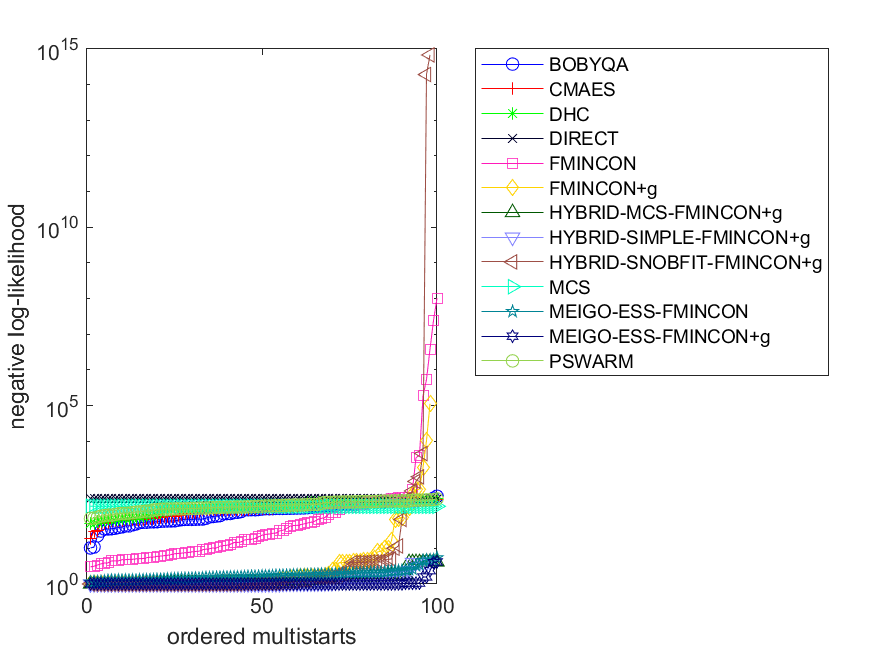 negative log-likelihood
10^15
10^10
10^5
10^0
0
50
100
ordered multistarts
BOBYQA
CMAES
DHC
DIRECT
FMINCON
FMINCON+g
HYBRID-MCS-FMINCON+g
HYBRID-SIMPLE-FMINCON+g
HYBRID-SNOBFIT-FMINCON+g
MCS
MEIGO-ESS-FMINCON
MEIGO-ESS-FMINCON+g
PSWARM